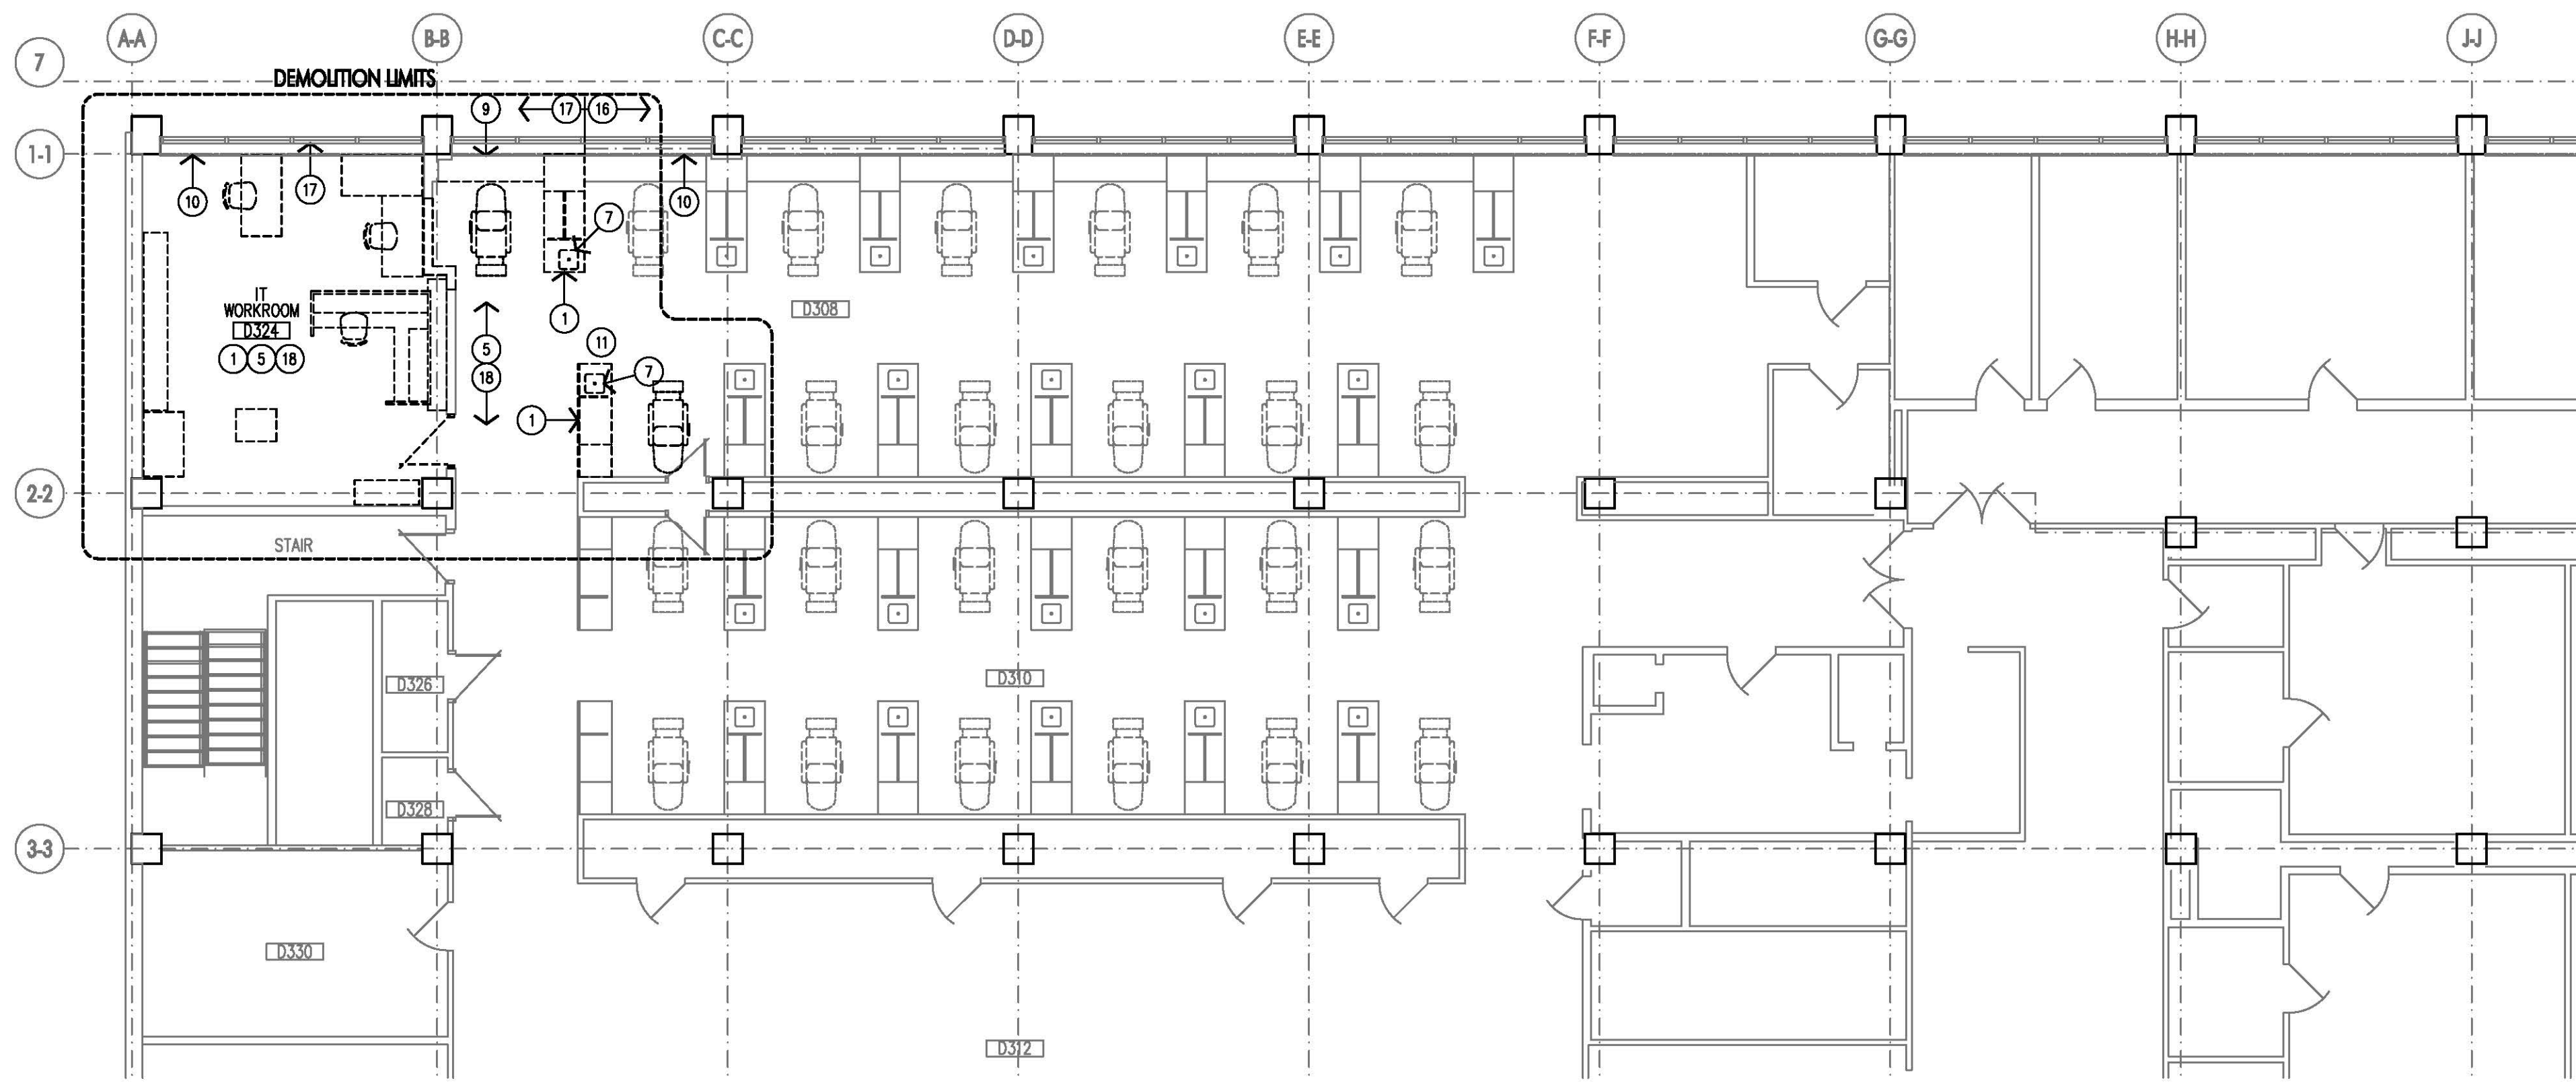 A-A B-B C-C D-D E-E F-F G-G H-H J-J
7
DEMOLITION LIMITS
9 17 16
1-1
10 17 10
7
IT
WORKROOM
D324
1 5 18
1
D308
5
18
11
7
1
2-2
STAIR
D326
D310
D328
3-3
D330
D312